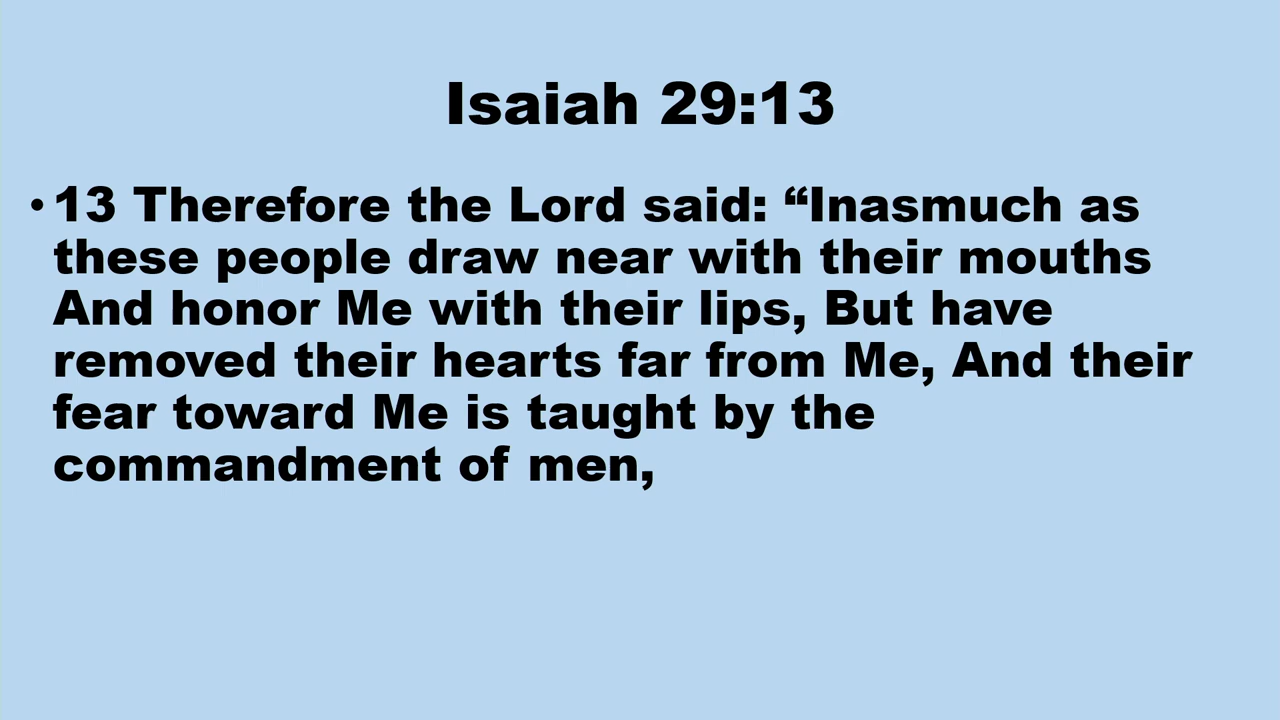 Isaiah 29:13
• 13 Therefore the Lord said: “Inasmuch as
these people draw near with their mouths
And honor Me with their lips, But have
removed their hearts far from Me, And their
fear toward Me is taught by the
commandment of men,